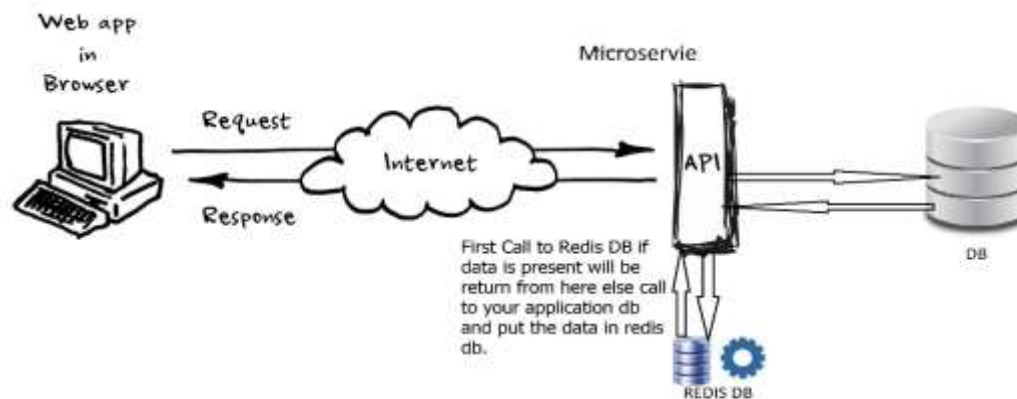 Web app
in
Browser
Microservie
Request
Internet
API
Response
First Call to Redis DB if
data is present will be
return from here else call
to your application db
and put the data in redis
db.
DB
REDIS DB